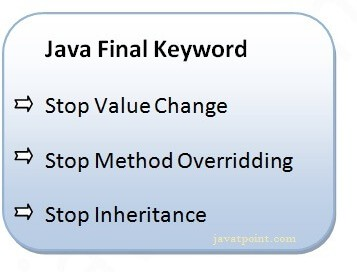 Java Final Keyword
Stop Value Change
Stop Method Overridding
Stop Inheritance
javatpoint.com